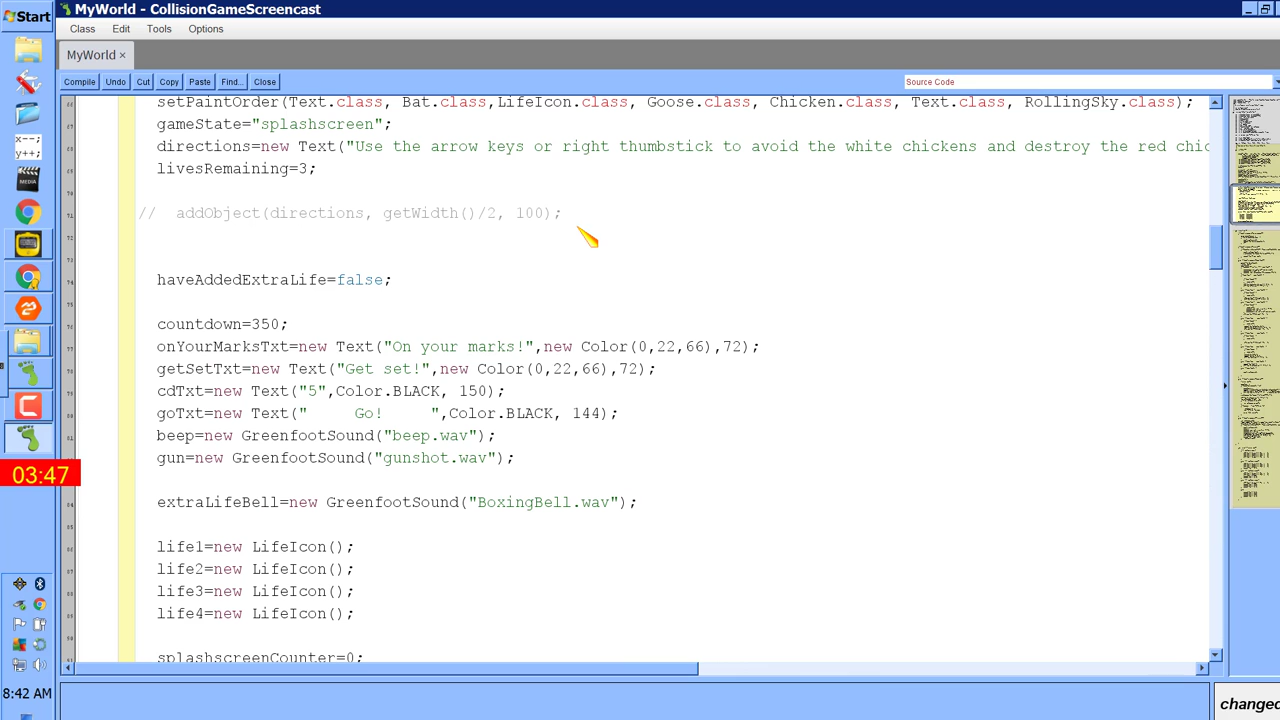 Start
MyWorld - CollisionGameScreencast
Class Edit Tools Options
MyWorld ×
Compile Undo Cut Copy Paste Find... Close Source Code
setPaintOrder(Text.class, Bat.class,LifeIcon.class, Goose.class, Chicken.class, Text.class, RollingSky.class);
gameState="splashscreen";
directions=new Text("Use the arrow keys or right thumbstick to avoid the white chickens and destroy the red chic
livesRemaining=3;
// addObject(directions, getWidth()/2, 100);
haveAddedExtraLife=false;
countdown=350;
onYourMarksTxt=new Text("On your marks!",new Color(0,22,66),72);
getSetTxt=new Text("Get set!",new Color(0,22,66),72);
cdTxt=new Text("5",Color.BLACK, 150);
goTxt=new Text("     Go!     ",Color.BLACK, 144);
beep=new GreenfootSound("beep.wav");
gun=new GreenfootSound("gunshot.wav");
extraLifeBell=new GreenfootSound("BoxingBell.wav");
life1=new LifeIcon();
life2=new LifeIcon();
life3=new LifeIcon();
life4=new LifeIcon();
splashscreenCounter=0;
x--;
y++;
MEDIA
03:47
8:42 AM
changed